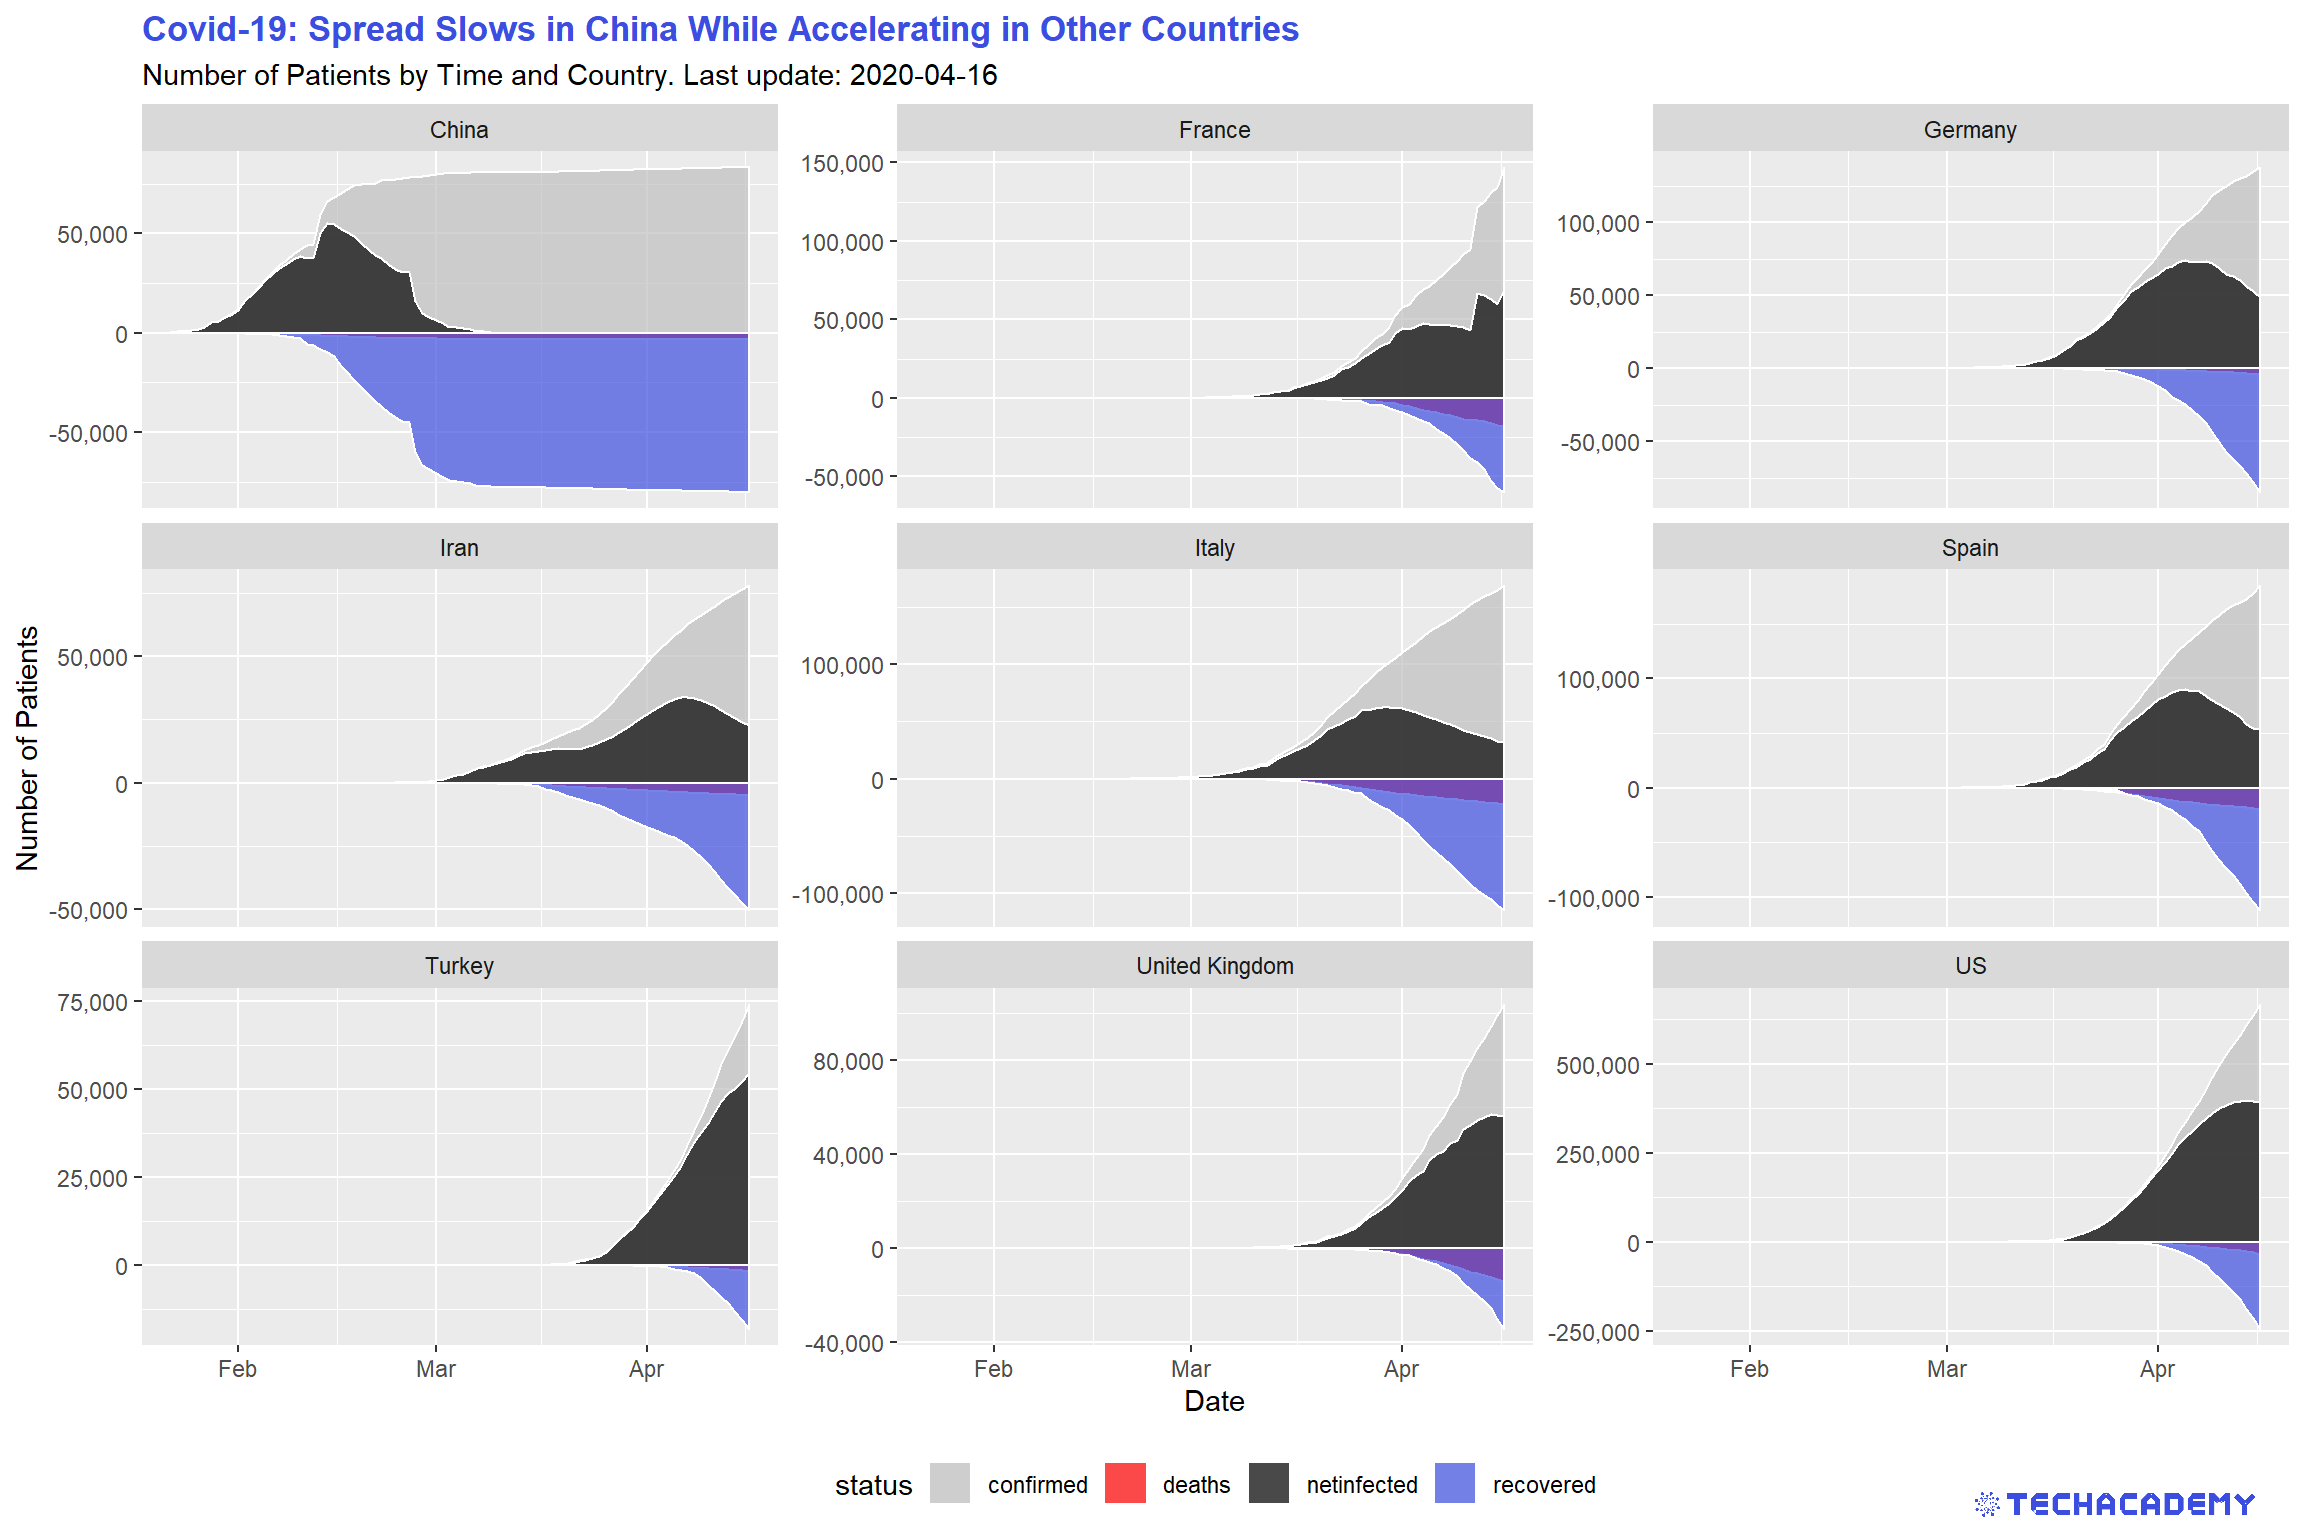 Covid-19: Spread Slows in China While Accelerating in Other Countries
Number of Patients by Time and Country. Last update: 2020-04-16
China
France
Germany
50,000
0
-50,000
150,000
100,000
50,000
0
-50,000
100,000
50,000
0
-50,000
Number of Patients
Iran
Italy
Spain
50,000
0
-50,000
100,000
0
-100,000
100,000
0
-100,000
Turkey
United Kingdom
US
75,000
50,000
25,000
0
80,000
40,000
0
-40,000
500,000
250,000
0
-250,000
Feb Mar Apr
Feb Mar Apr
Feb Mar Apr
Date
status confirmed deaths netinfected recovered
TECHACADEMY